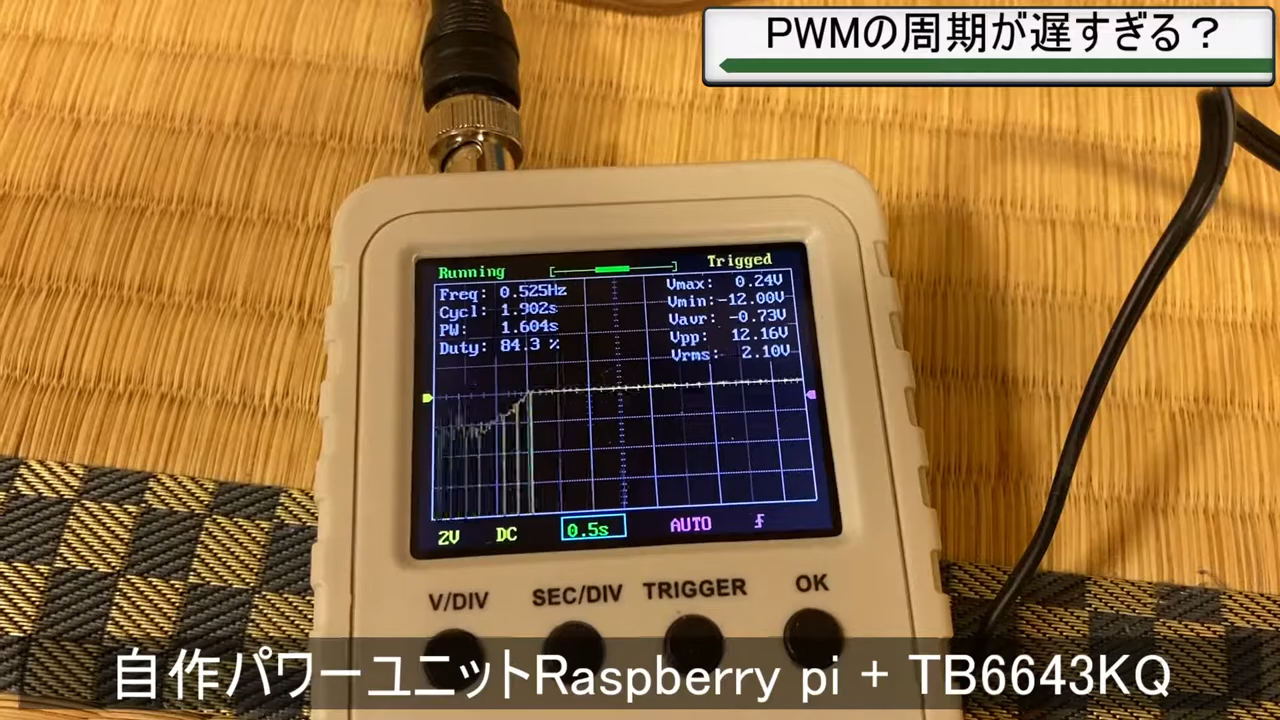 PWMの周期が遅すぎる?
Running
Trigged
Freq: 0.525Hz
Cycl: 1.902s
PW: 1.604s
Duty: 84.3 %
Vmax: 0.24V
Vmin:-12.00V
Vavr: -0.73V
Vpp: 12.16V
Vrms: 2.10V
2V DC 0.5s AUTO
V/DIV SEC/DIV TRIGGER OK
自作パワーユニットRaspberry pi + TB6643KQ